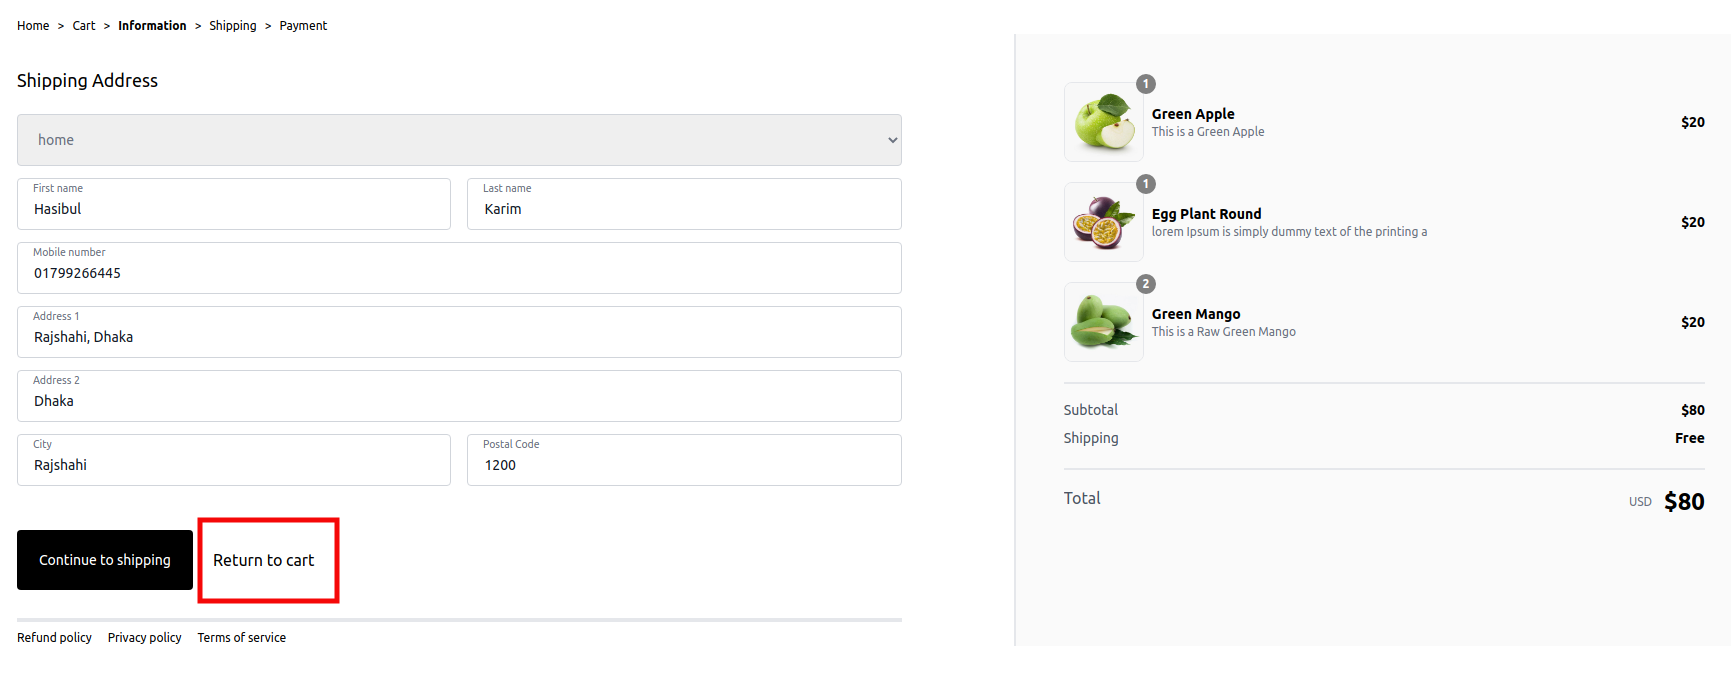 Home > Cart > Information > Shipping > Payment
Shipping Address
home
First name
Hasibul
Last name
Karim
Mobile number
01799266445
Address 1
Rajshahi, Dhaka
Address 2
Dhaka
City
Rajshahi
Postal Code
1200
Continue to shipping
Return to cart
Refund policy Privacy policy Terms of service
1
Green Apple
This is a Green Apple
$20
1
Egg Plant Round
lorem Ipsum is simply dummy text of the printing a
$20
2
Green Mango
This is a Raw Green Mango
$20
Subtotal $80
Shipping Free
Total USD $80